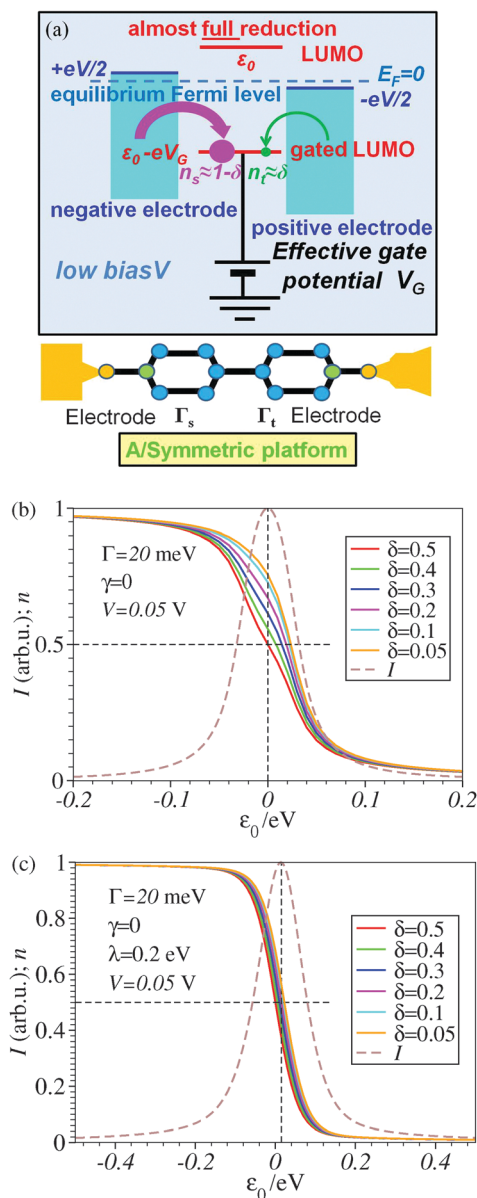 (a)
almost full reduction
ε0
LUMO
+eV/2
EF=0
equilibrium Fermi level
-eV/2
ε0-eVG
gated LUMO
ns≈1-δ
nt≈δ
negative electrode
positive electrode
Effective gate
low biasV
potential VG
Electrode
Γs
Γt
Electrode
A/Symmetric platform
(b)
1
Γ=20 meV
γ=0
V=0.05 V
δ=0.5
δ=0.4
δ=0.3
δ=0.2
δ=0.1
δ=0.05
I
I (arb.u.); n
0.5
0
-0.2
-0.1
0
0.1
0.2
ε0/eV
(c)
1
Γ=20 meV
γ=0
λ=0.2 eV
V=0.05 V
δ=0.5
δ=0.4
δ=0.3
δ=0.2
δ=0.1
δ=0.05
I
I (arb.u.); n
0.8
0.6
0.4
0.2
0
-0.4
-0.2
0
0.2
0.4
ε0/eV